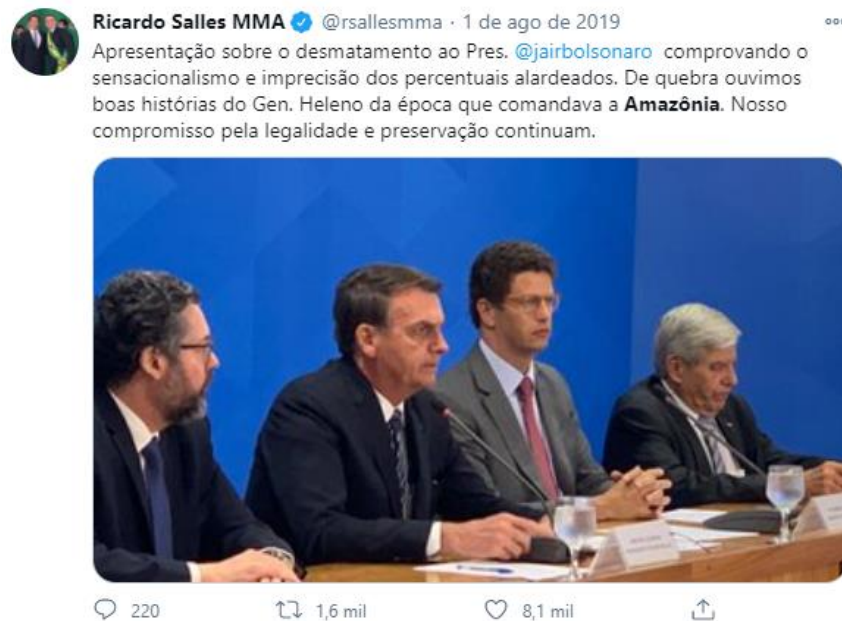 Ricardo Salles MMA @rsallesmma · 1 de ago de 2019
Apresentação sobre o desmatamento ao Pres. @jairbolsonaro comprovando o
sensacionalismo e imprecisão dos percentuais alardeados. De quebra ouvimos
boas histórias do Gen. Heleno da época que comandava a Amazônia. Nosso
compromisso pela legalidade e preservação continuam.
220 1,6 mil 8,1 mil